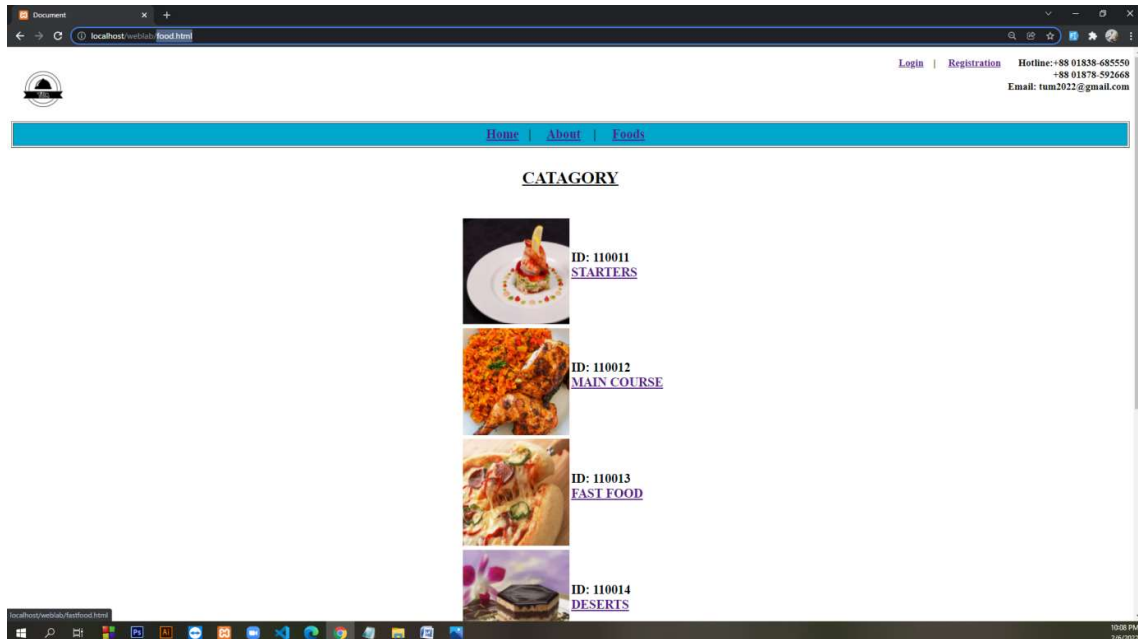 Document
localhost/weblab/food.html
Login | Registration Hotline:+88 01838-685550
+88 01878-592668
Email: tum2022@gmail.com
Home | About | Foods
CATAGORY
ID: 110011
STARTERS
ID: 110012
MAIN COURSE
ID: 110013
FAST FOOD
ID: 110014
DESERTS
localhost/weblab/fastfood.html
Ps
Ai
10:08 PM